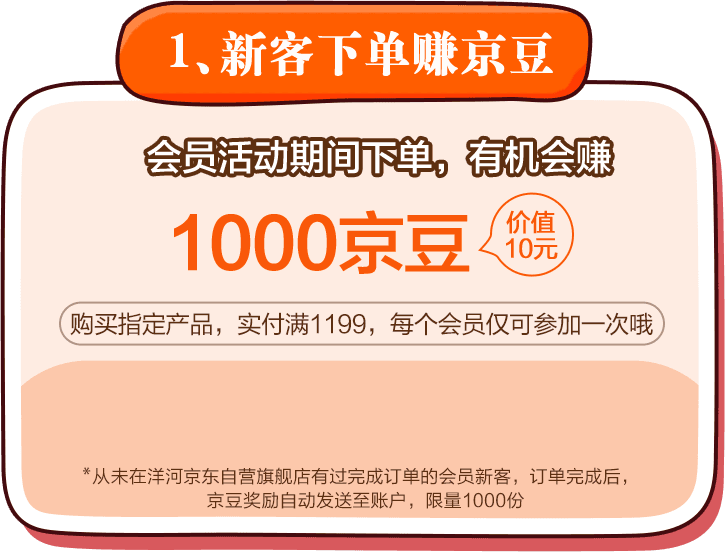 1、新客下单赚京豆
会员活动期间下单，有机会赚
1000京豆
价值
10元
购买指定产品，实付满1199，每个会员仅可参加一次哦
*从未在洋河京东自营旗舰店有过完成订单的会员新客，订单完成后，
京豆奖励自动发送至账户，限量1000份